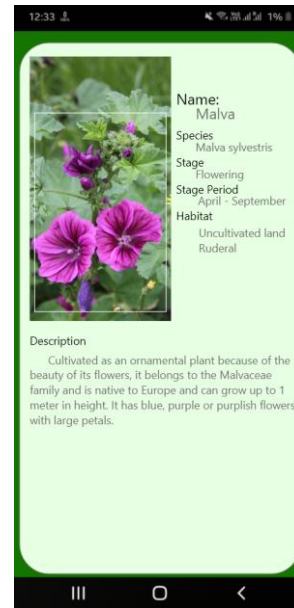 12:33
1%
Name:
Malva
Species
Malva sylvestris
Stage
Flowering
Stage Period
April - September
Habitat
Uncultivated land
Ruderal
Description
Cultivated as an ornamental plant because of the
beauty of its flowers, it belongs to the Malvaceae
family and is native to Europe and can grow up to 1
meter in height. It has blue, purple or purplish flowers
with large petals.